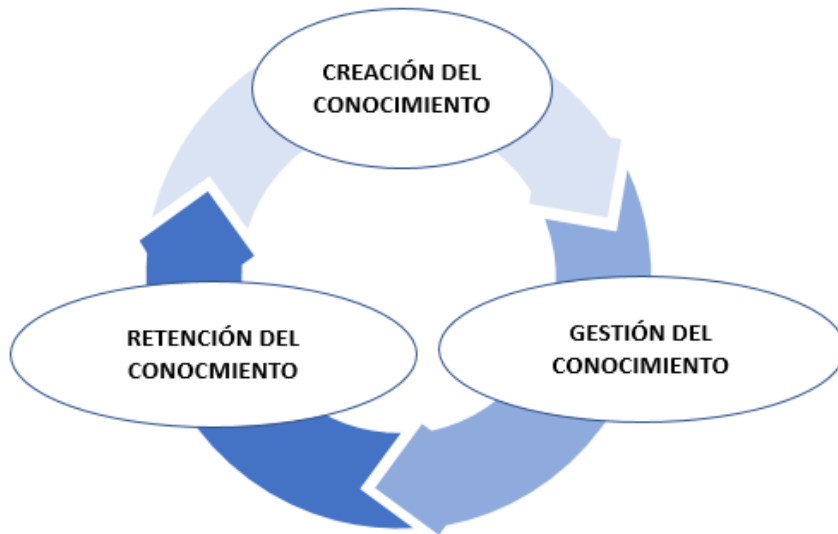 CREACIÓN DEL
CONOCIMIENTO
RETENCIÓN DEL
CONOCMIENTO
GESTIÓN DEL
CONOCIMIENTO